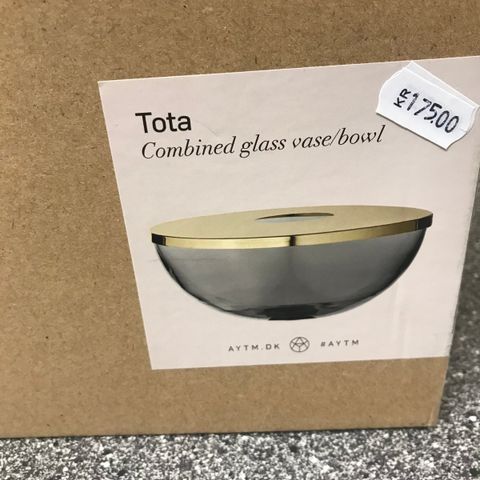 Tota
Combined glass vase/bowl
KR 175.00
AYTM.DK #AYTM